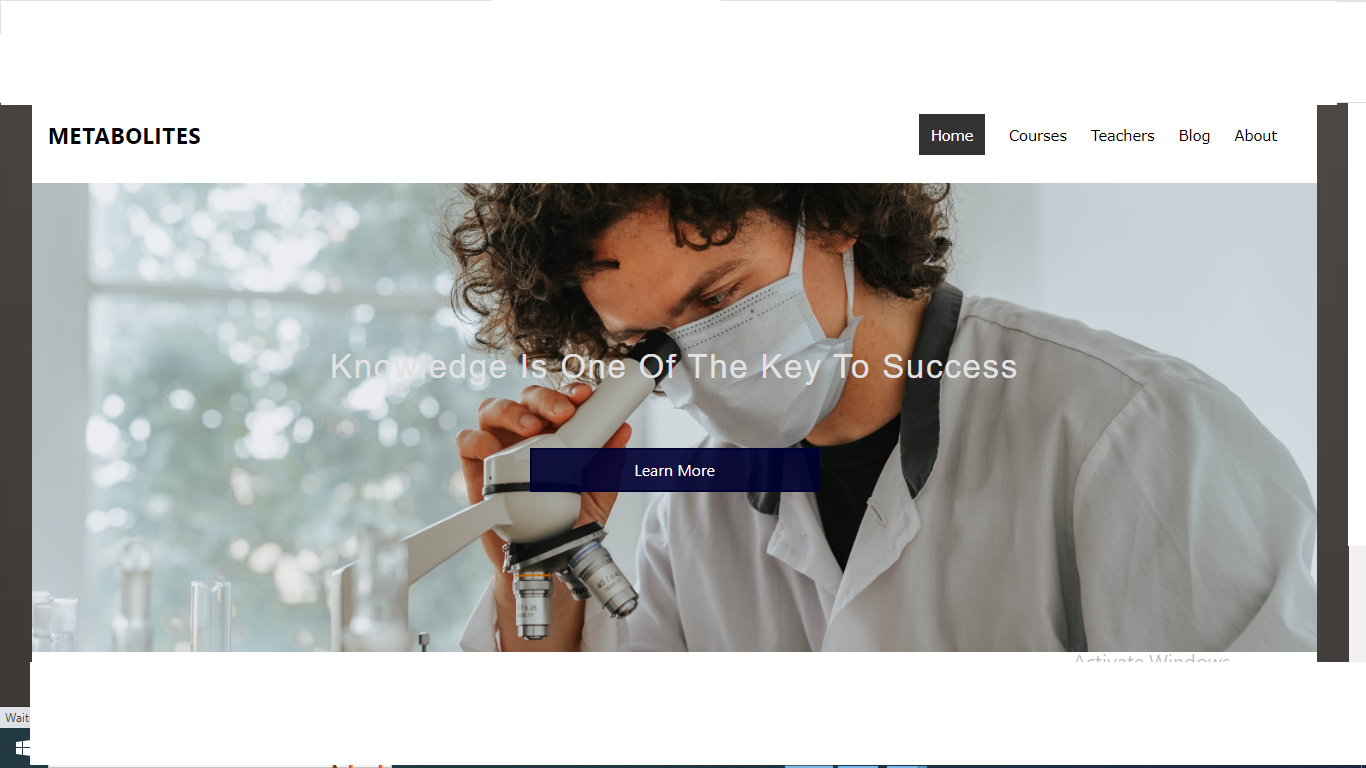 METABOLITES
Home Courses Teachers Blog About
Knowledge Is One Of The Key To Success
Learn More
Activate Windows
Wait